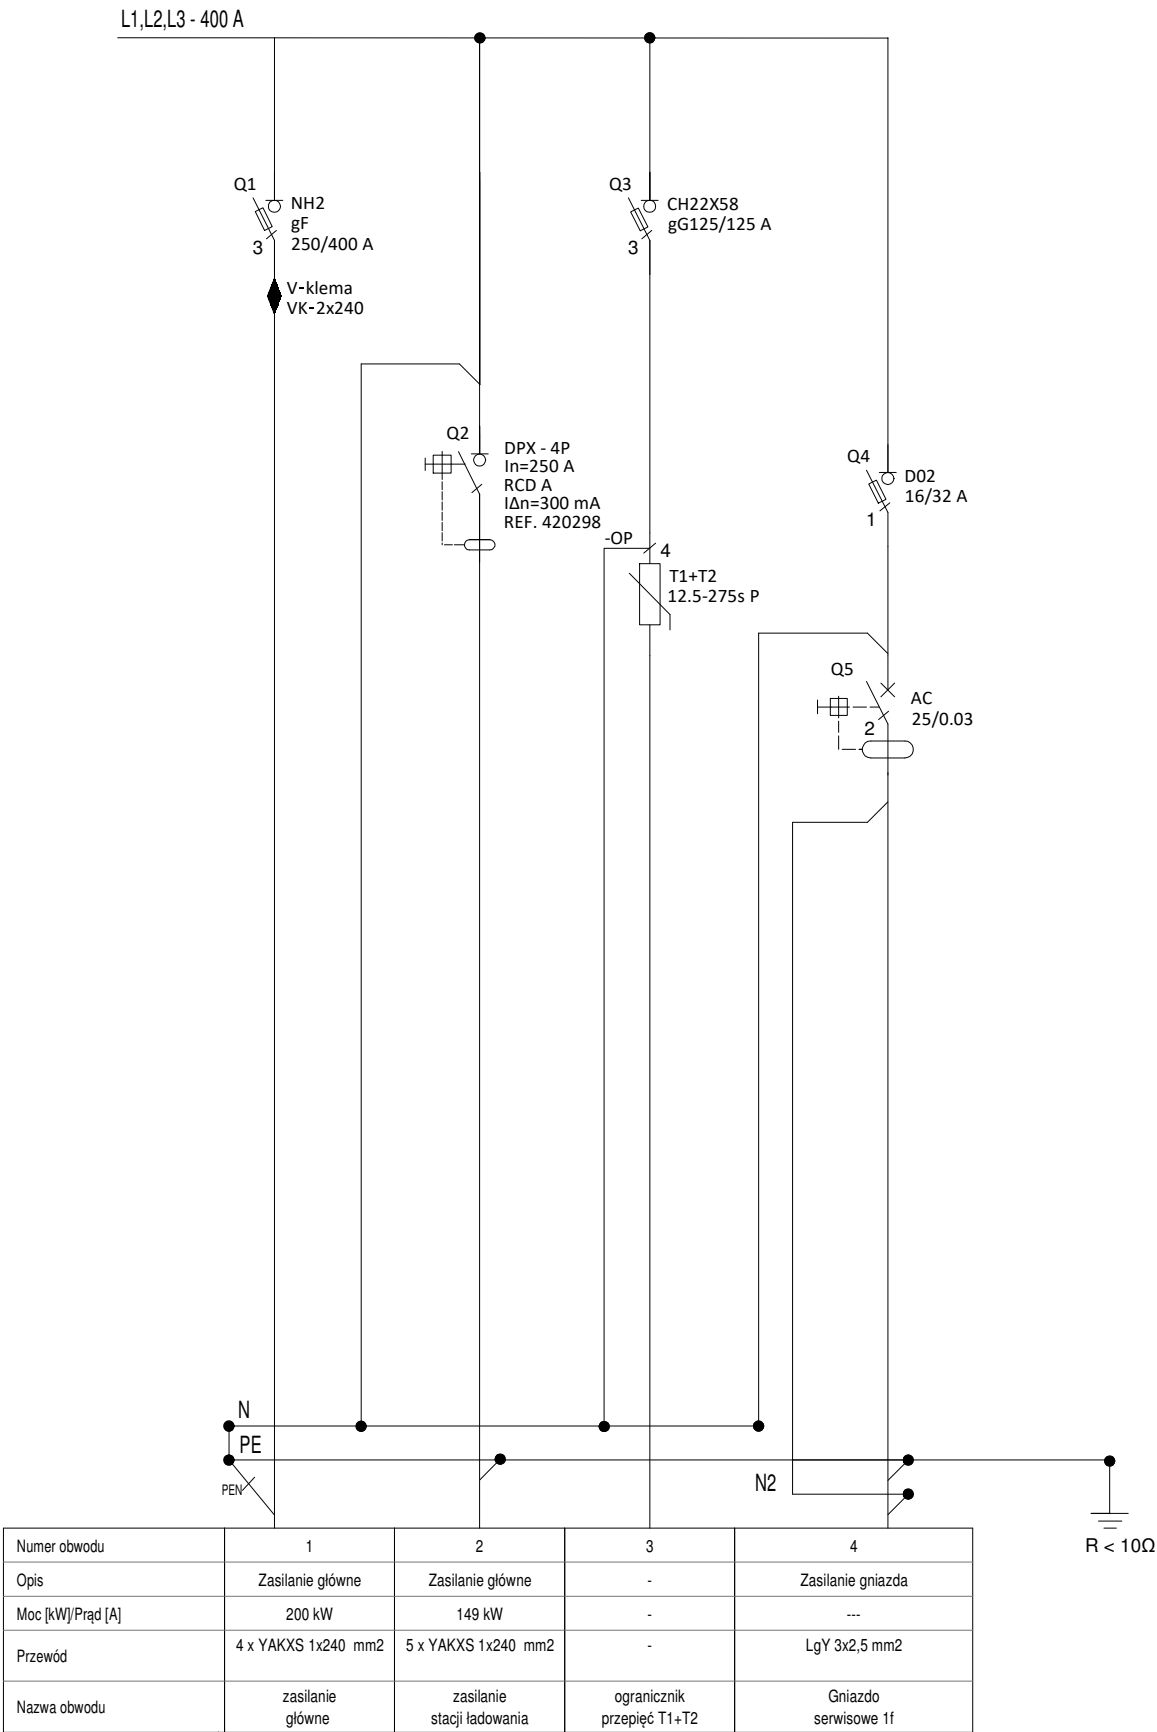 L1,L2,L3 - 400 A
Q1
NH2
gF
250/400 A
3
V-klema
VK-2x240
Q3
CH22X58
gG125/125 A
3
Q2
DPX - 4P
In=250 A
RCD A
IΔn=300 mA
REF. 420298
Q4
D02
16/32 A
1
-OP
4
T1+T2
12.5-275s P
Q5
AC
25/0.03
2
N
PE
PEN
N2
R < 10Ω
Numer obwodu 1 2 3 4
Opis Zasilanie główne Zasilanie główne - Zasilanie gniazda
Moc [kW]/Prąd [A] 200 kW 149 kW - ---
Przewód 4 x YAKXS 1x240 mm2 5 x YAKXS 1x240 mm2 - LgY 3x2,5 mm2
Nazwa obwodu
zasilanie
główne
zasilanie
stacji ładowania
ogranicznik
przepięć T1+T2
Gniazdo
serwisowe 1f